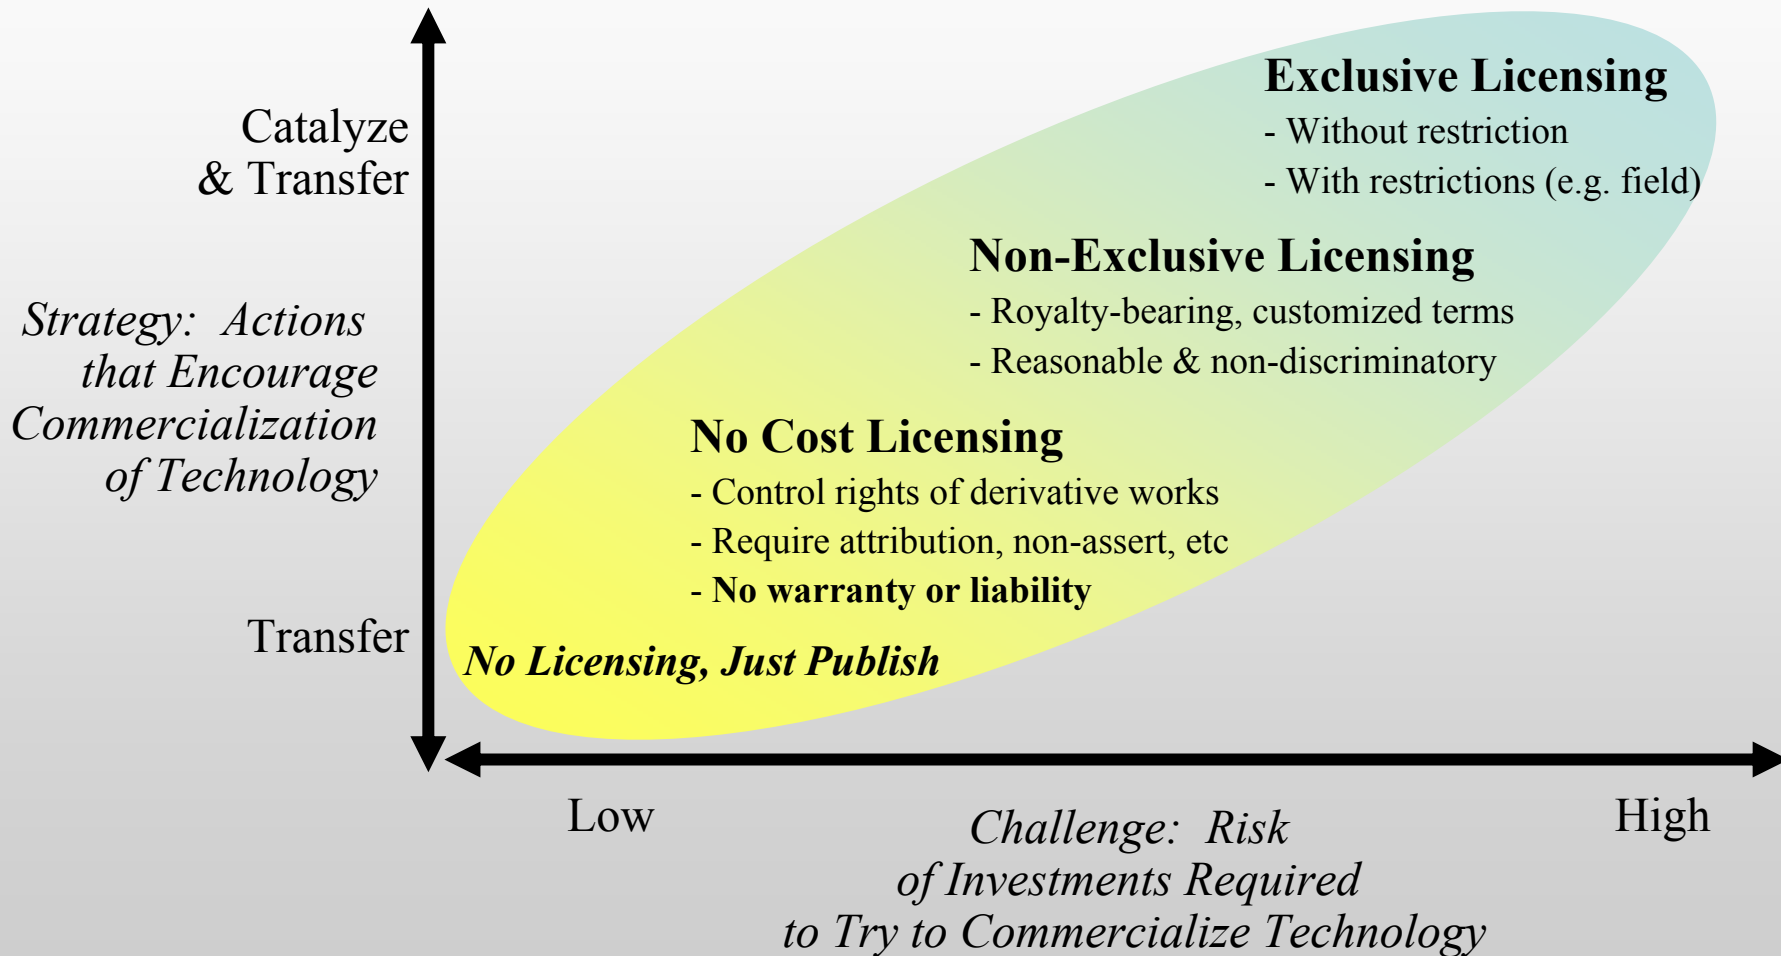 Exclusive Licensing
- Without restriction
- With restrictions (e.g. field)
Catalyze
& Transfer
Non-Exclusive Licensing
- Royalty-bearing, customized terms
- Reasonable & non-discriminatory
Strategy: Actions
that Encourage
Commercialization
of Technology
No Cost Licensing
- Control rights of derivative works
- Require attribution, non-assert, etc
- No warranty or liability
Transfer
No Licensing, Just Publish
Low
High
Challenge: Risk
of Investments Required
to Try to Commercialize Technology